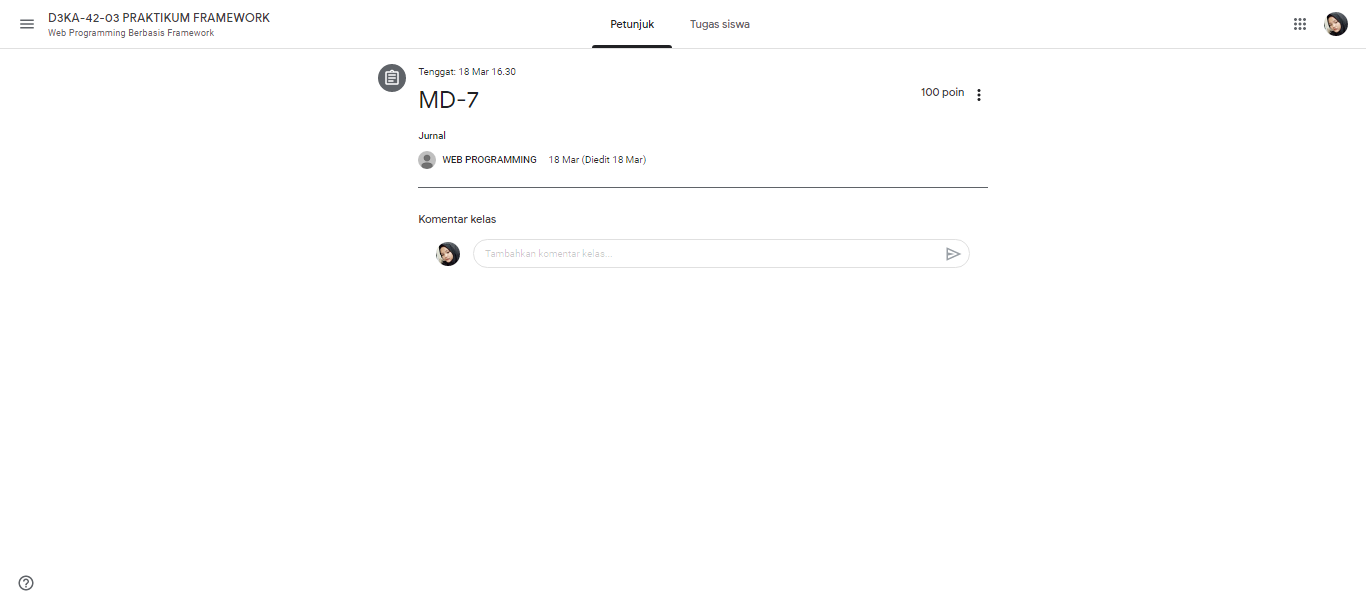 D3KA-42-03 PRAKTIKUM FRAMEWORK
Web Programming Berbasis Framework
Petunjuk
Tugas siswa
Tenggat: 18 Mar 16.30
MD-7
100 poin
Jurnal
WEB PROGRAMMING 18 Mar (Diedit 18 Mar)
Komentar kelas
Tambahkan komentar kelas...